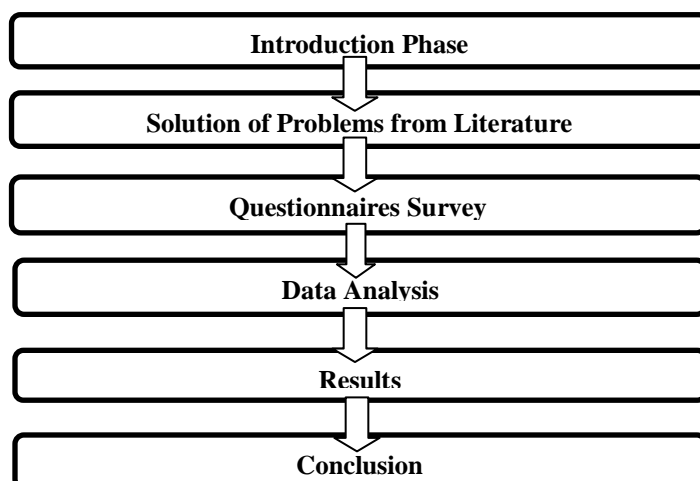 Introduction Phase
Solution of Problems from Literature
Questionnaires Survey
Data Analysis
Results
Conclusion